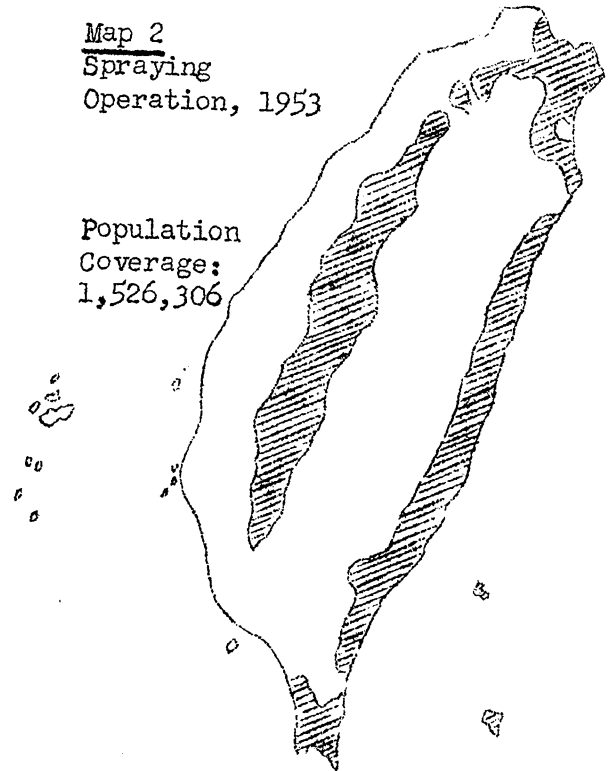 Map 2
Spraying
Operation, 1953
Population
Coverage:
1,526,306